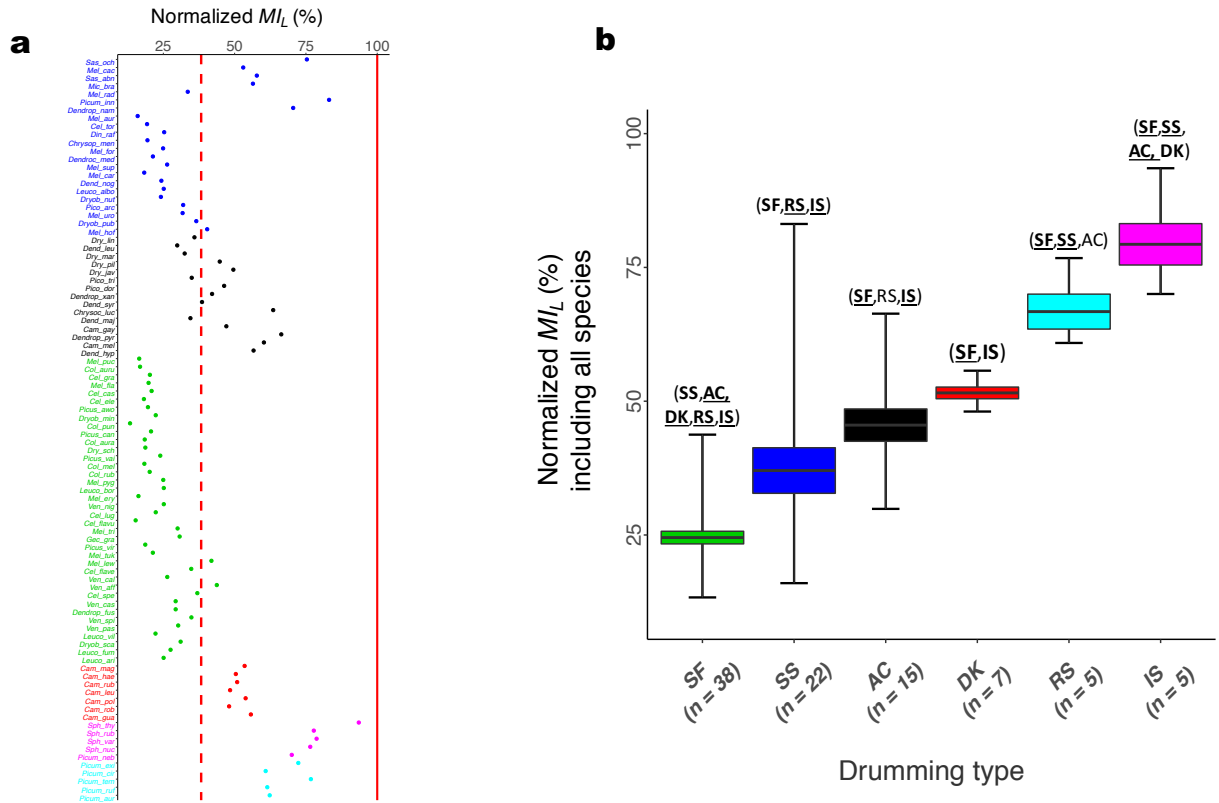 a
Normalized MI_L (%)
25 50 75 100
Sas_och
Mel_cac
Sas_abn
Mic_bra
Mel_rad
Picum_inn
Dendrop_nam
Mel_aur
Cel_tor
Din_raf
Chrysop_men
Mel_for
Dendroc_med
Mel_sup
Mel_car
Dend_nog
Leuco_albo
Dryob_nut
Pico_arc
Mel_uro
Dryob_pub
Mel_hof
Dry_lin
Dend_leu
Dry_mar
Dry_pil
Dry_jav
Pico_tri
Pico_dor
Dendrop_xan
Dend_syr
Chrysoc_luc
Dend_maj
Cam_gay
Dendrop_pyr
Cam_mel
Dend_hyp
Mel_puc
Col_auru
Cel_gra
Mel_fla
Cel_cas
Cel_ele
Picus_awo
Dryob_min
Col_pun
Picus_can
Col_aura
Dry_sch
Picus_vai
Col_mel
Col_rub
Mel_pyg
Leuco_bor
Mel_ery
Ven_nig
Cel_lug
Cel_flavu
Mei_tri
Gec_gra
Picus_vir
Mei_tuk
Mel_lew
Cel_flave
Ven_cal
Ven_aff
Cel_spe
Ven_cas
Dendrop_fus
Ven_spi
Ven_pas
Leuco_vil
Dryob_sca
Leuco_fum
Leuco_ari
Cam_mag
Cam_hae
Cam_rub
Cam_leu
Cam_pol
Cam_rob
Cam_gua
Sph_thy
Sph_rub
Sph_var
Sph_nuc
Picum_neb
Picum_cir
Picum_tem
Picum_ruf
Picum_aur
b
Normalized MI_L (%)
including all species
100
75
50
25
(SS,AC,
DK,RS,IS)
(SF,RS,IS)
(SF,RS,IS)
(SF,IS)
(SF,SS,AC)
(SF,SS,
AC, DK)
SF
(n = 38)
SS
(n = 22)
AC
(n = 15)
DK
(n = 7)
RS
(n = 5)
IS
(n = 5)
Drumming type